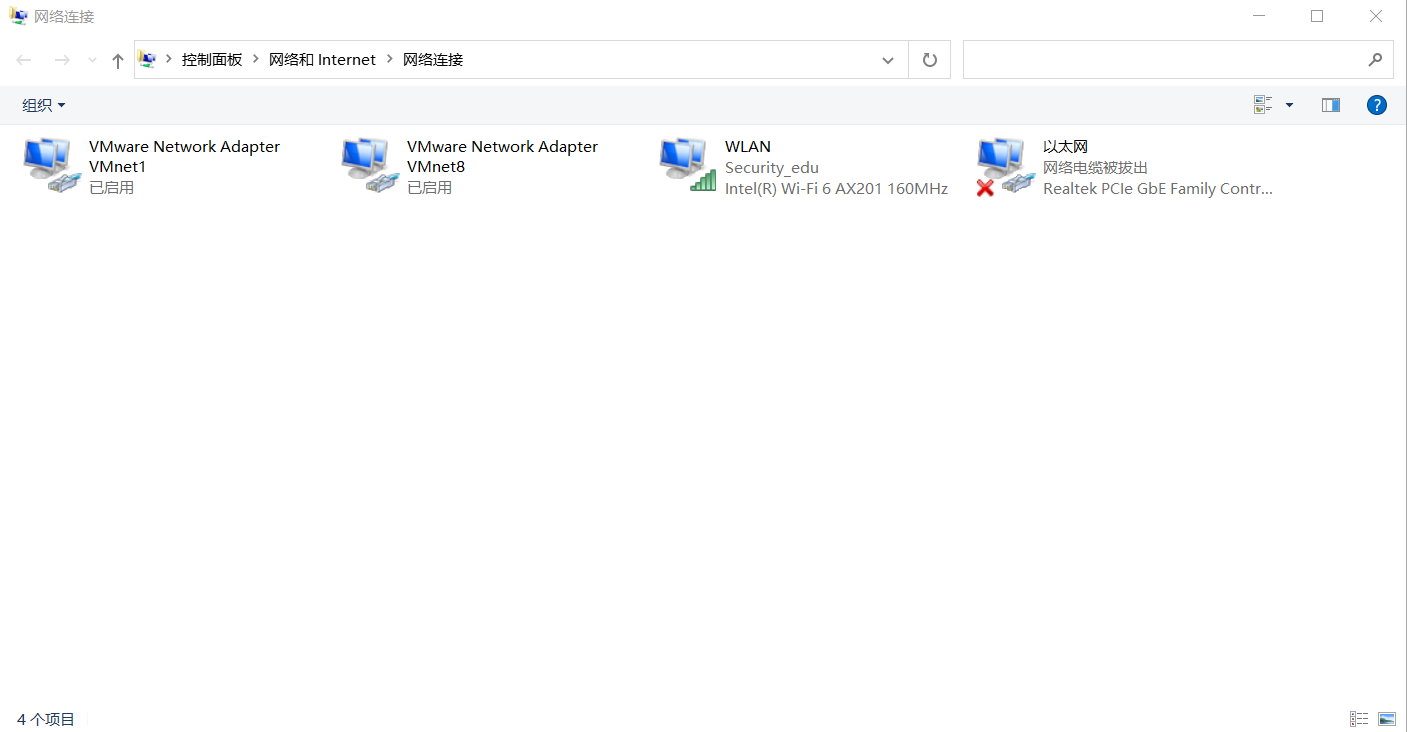 网络连接
控制面板 网络和 Internet 网络连接
组织
VMware Network Adapter
VMnet1
已启用
VMware Network Adapter
VMnet8
已启用
WLAN
Security_edu
Intel(R) Wi-Fi 6 AX201 160MHz
以太网
网络电缆被拔出
Realtek PCIe GbE Family Contr...
4 个项目